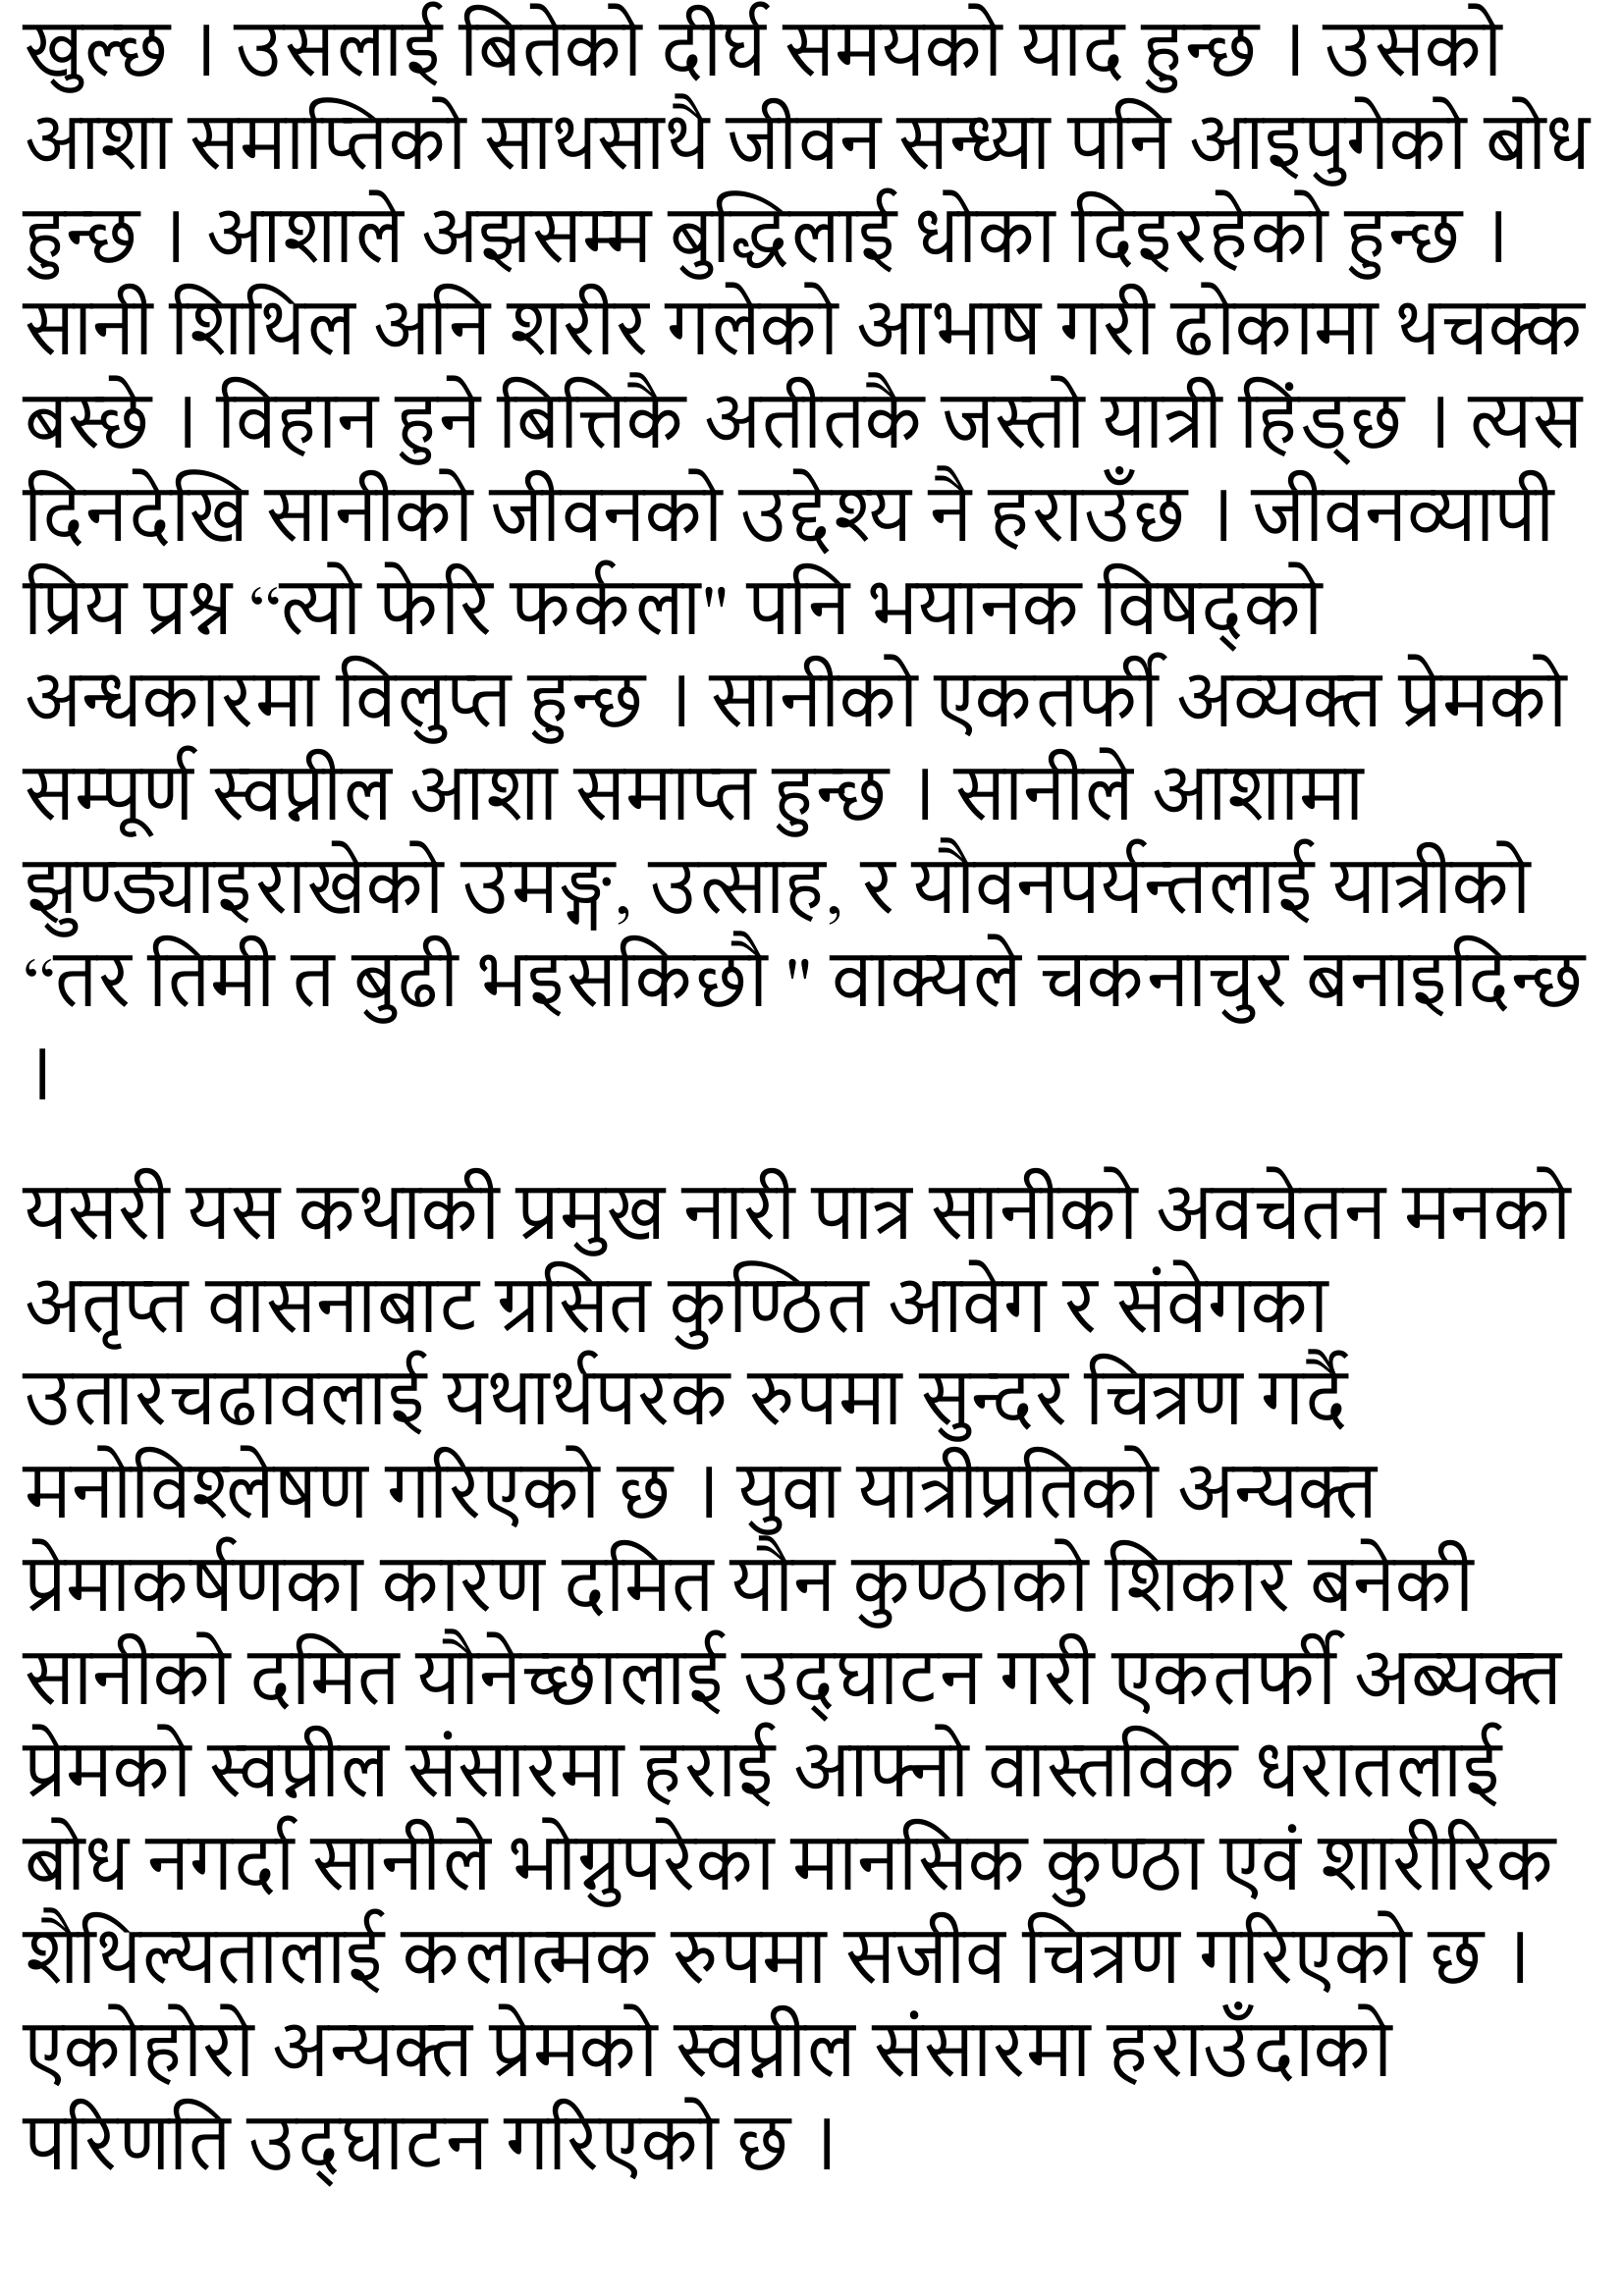 खुल्छ । उसलाई बितेको दीर्घ समयको याद हुन्छ । उसको
आशा समाप्तिको साथसाथै जीवन सन्ध्या पनि आइपुगेको बोध
हुन्छ । आशाले अझसम्म बुद्धिलाई धोका दिइरहेको हुन्छ ।
सानी शिथिल अनि शरीर गलेको आभाष गरी ढोकामा थचक्क
बस्छे । विहान हुने बित्तिकै अतीतकै जस्तो यात्री हिंड्छ । त्यस
दिनदेखि सानीको जीवनको उद्देश्य नै हराउँछ । जीवनव्यापी
प्रिय प्रश्न “त्यो फेरि फर्कला" पनि भयानक विषद्को
अन्धकारमा विलुप्त हुन्छ । सानीको एकतर्फी अव्यक्त प्रेमको
सम्पूर्ण स्वप्नील आशा समाप्त हुन्छ । सानीले आशामा
झुण्ड्याइराखेको उमङ्ग, उत्साह, र यौवनपर्यन्तलाई यात्रीको
“तर तिमी त बुढी भइसकिछौ " वाक्यले चकनाचुर बनाइदिन्छ
।
यसरी यस कथाकी प्रमुख नारी पात्र सानीको अवचेतन मनको
अतृप्त वासनाबाट ग्रसित कुण्ठित आवेग र संवेगका
उतारचढावलाई यथार्थपरक रुपमा सुन्दर चित्रण गर्दै
मनोविश्लेषण गरिएको छ । युवा यात्रीप्रतिको अन्यक्त
प्रेमाकर्षणका कारण दमित यौन कुण्ठाको शिकार बनेकी
सानीको दमित यौनेच्छालाई उद्घाटन गरी एकतर्फी अब्यक्त
प्रेमको स्वप्नील संसारमा हराई आफ्नो वास्तविक धरातलाई
बोध नगर्दा सानीले भोग्नुपरेका मानसिक कुण्ठा एवं शारीरिक
शैथिल्यतालाई कलात्मक रुपमा सजीव चित्रण गरिएको छ ।
एकोहोरो अन्यक्त प्रेमको स्वप्नील संसारमा हराउँदाको
परिणति उद्घाटन गरिएको छ ।